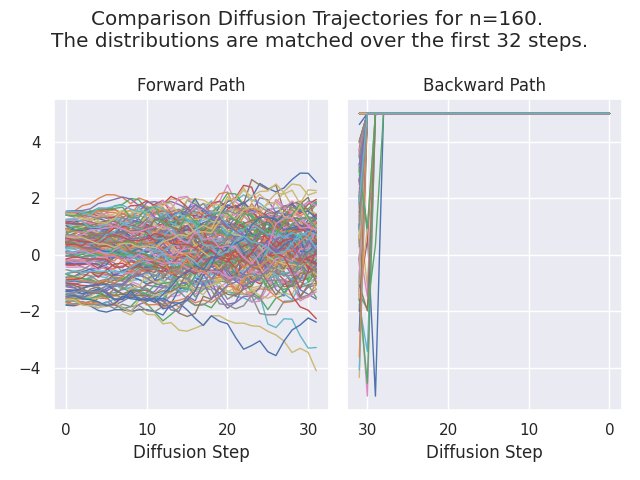 Comparison Diffusion Trajectories for n=160.
The distributions are matched over the first 32 steps.
Forward Path
Backward Path
4
2
0
−2
−4
0 10 20 30
30 20 10 0
Diffusion Step
Diffusion Step